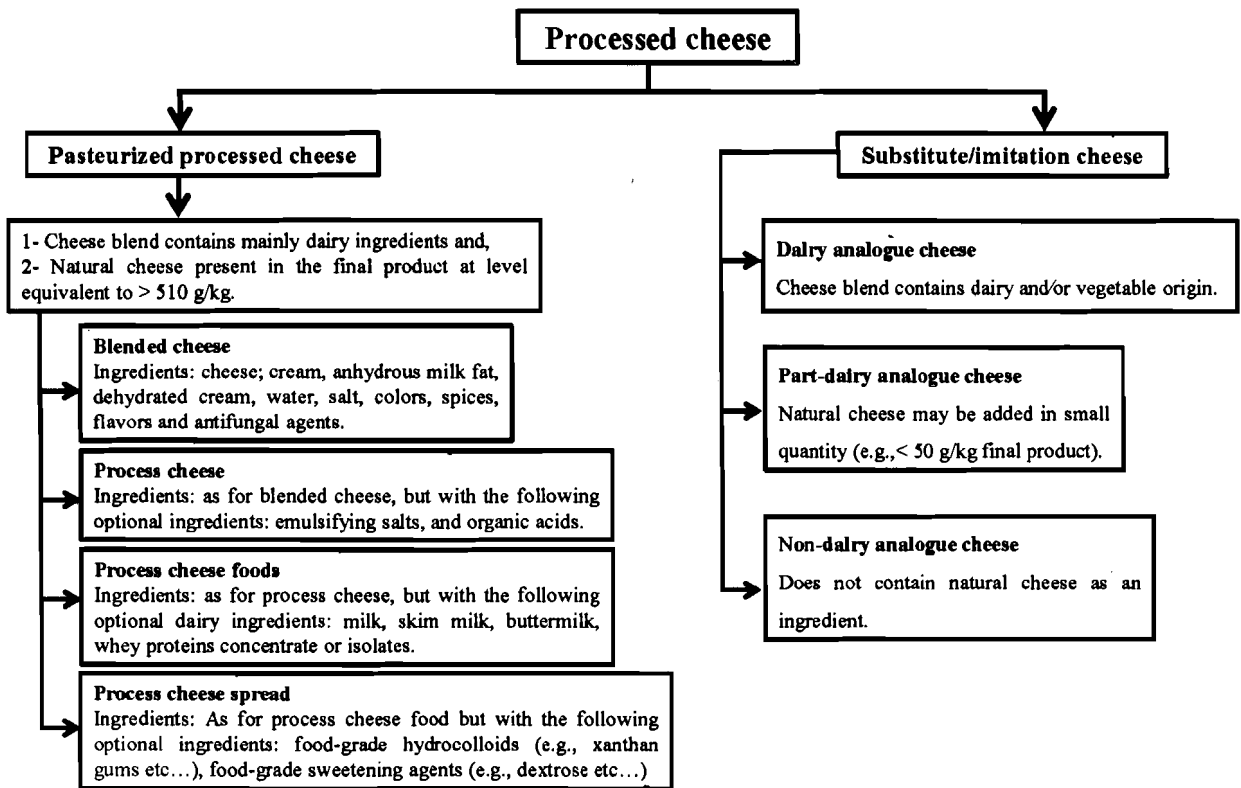 Processed cheese
Pasteurized processed cheese
1- Cheese blend contains mainly dairy ingredients and,
2- Natural cheese present in the final product at level
equivalent to > 510 g/kg.
Blended cheese
Ingredients: cheese; cream, anhydrous milk fat,
dehydrated cream, water, salt, colors, spices,
flavors and antifungal agents.
Process cheese
Ingredients: as for blended cheese, but with the following
optional ingredients: emulsifying salts, and organic acids.
Process cheese foods
Ingredients: as for process cheese, but with the following
optional dairy ingredients: milk, skim milk, buttermilk,
whey proteins concentrate or isolates.
Process cheese spread
Ingredients: As for process cheese food but with the following
optional ingredients: food-grade hydrocolloids (e.g., xanthan
gums etc...), food-grade sweetening agents (e.g., dextrose etc...)
Substitute/imitation cheese
Dairy analogue cheese
Cheese blend contains dairy and/or vegetable origin.
Part-dairy analogue cheese
Natural cheese may be added in small
quantity (e.g.,< 50 g/kg final product).
Non-dairy analogue cheese
Does not contain natural cheese as an
ingredient.